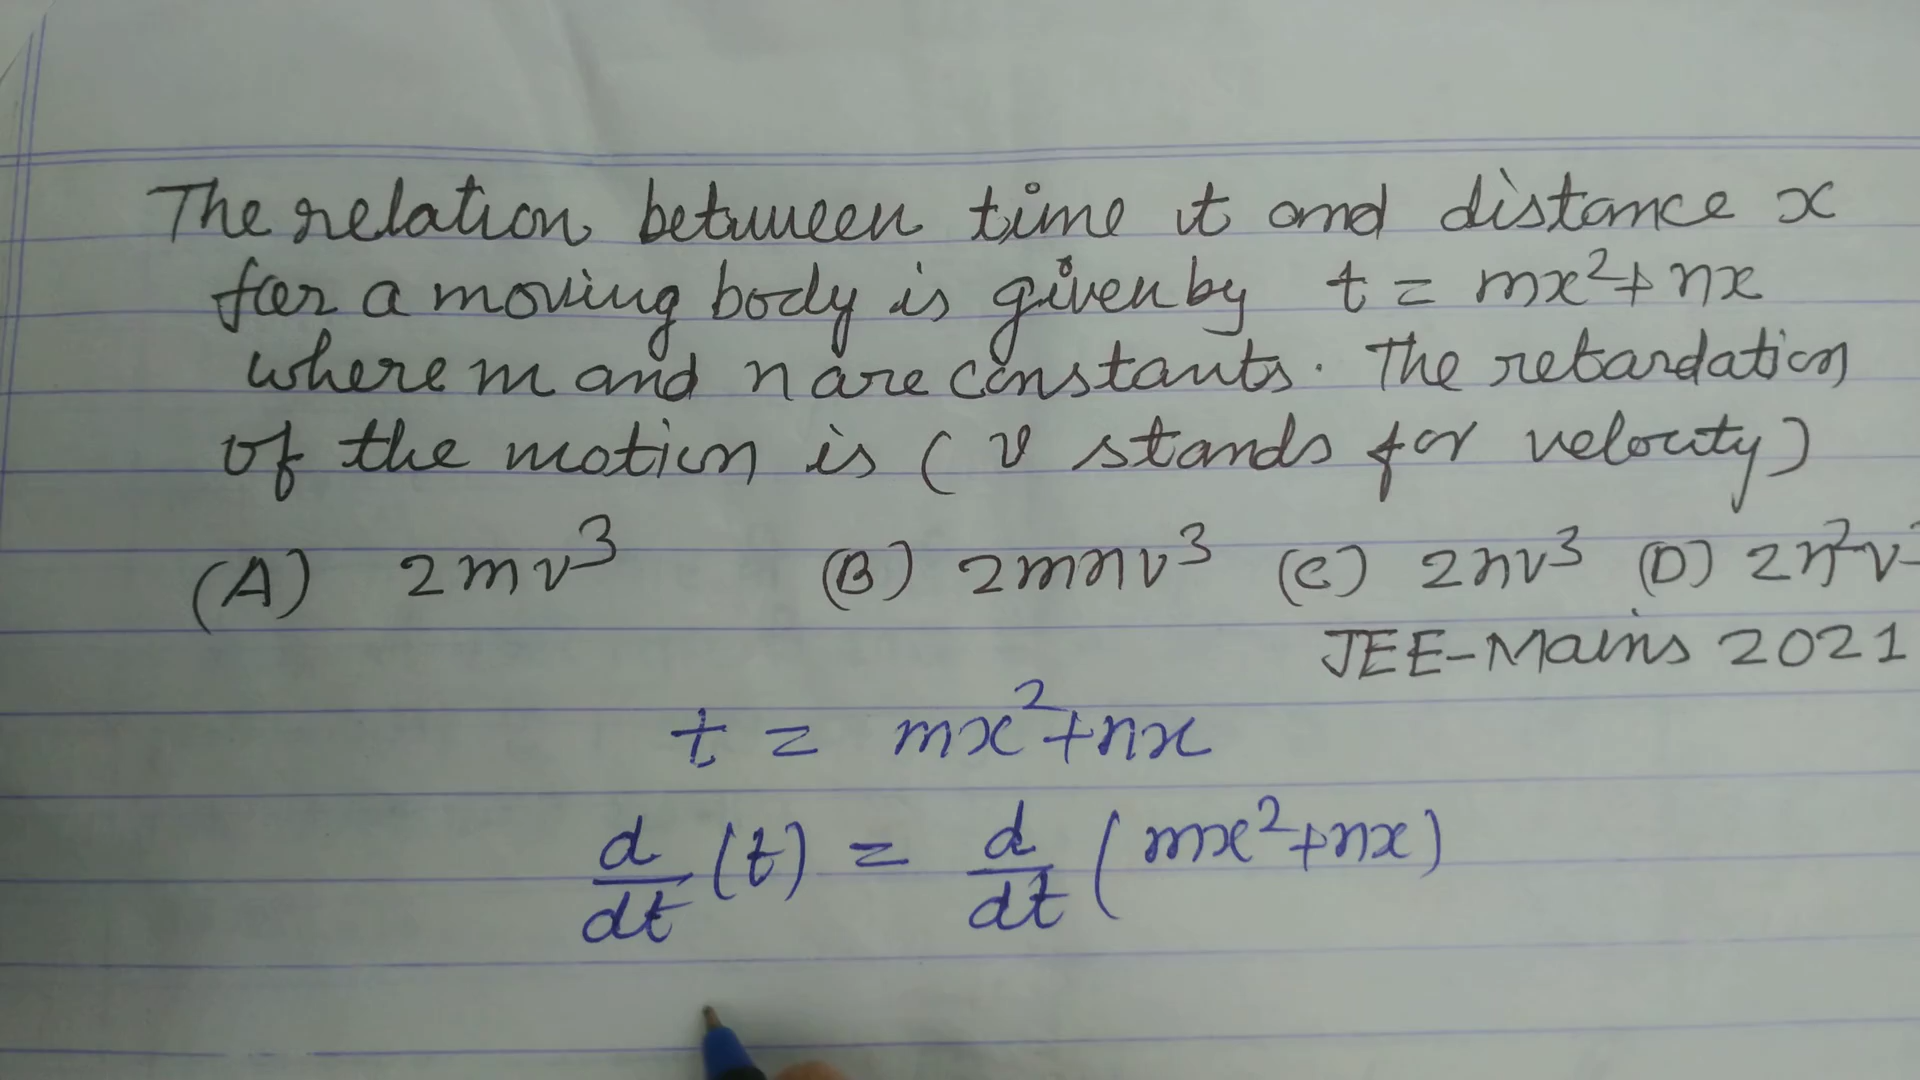 The relation between time t and distance x
for a moving body is given by t = mx²+nx
where m and n are constants. The retardation
of the motion is (v stands for velocity)
(A) 2mv³ (B) 2mnv³ (C) 2nv³ (D) 2n²v
JEE-Mains 2021
t = mx²+nx
d/dt (t) = d/dt (mx²+nx)